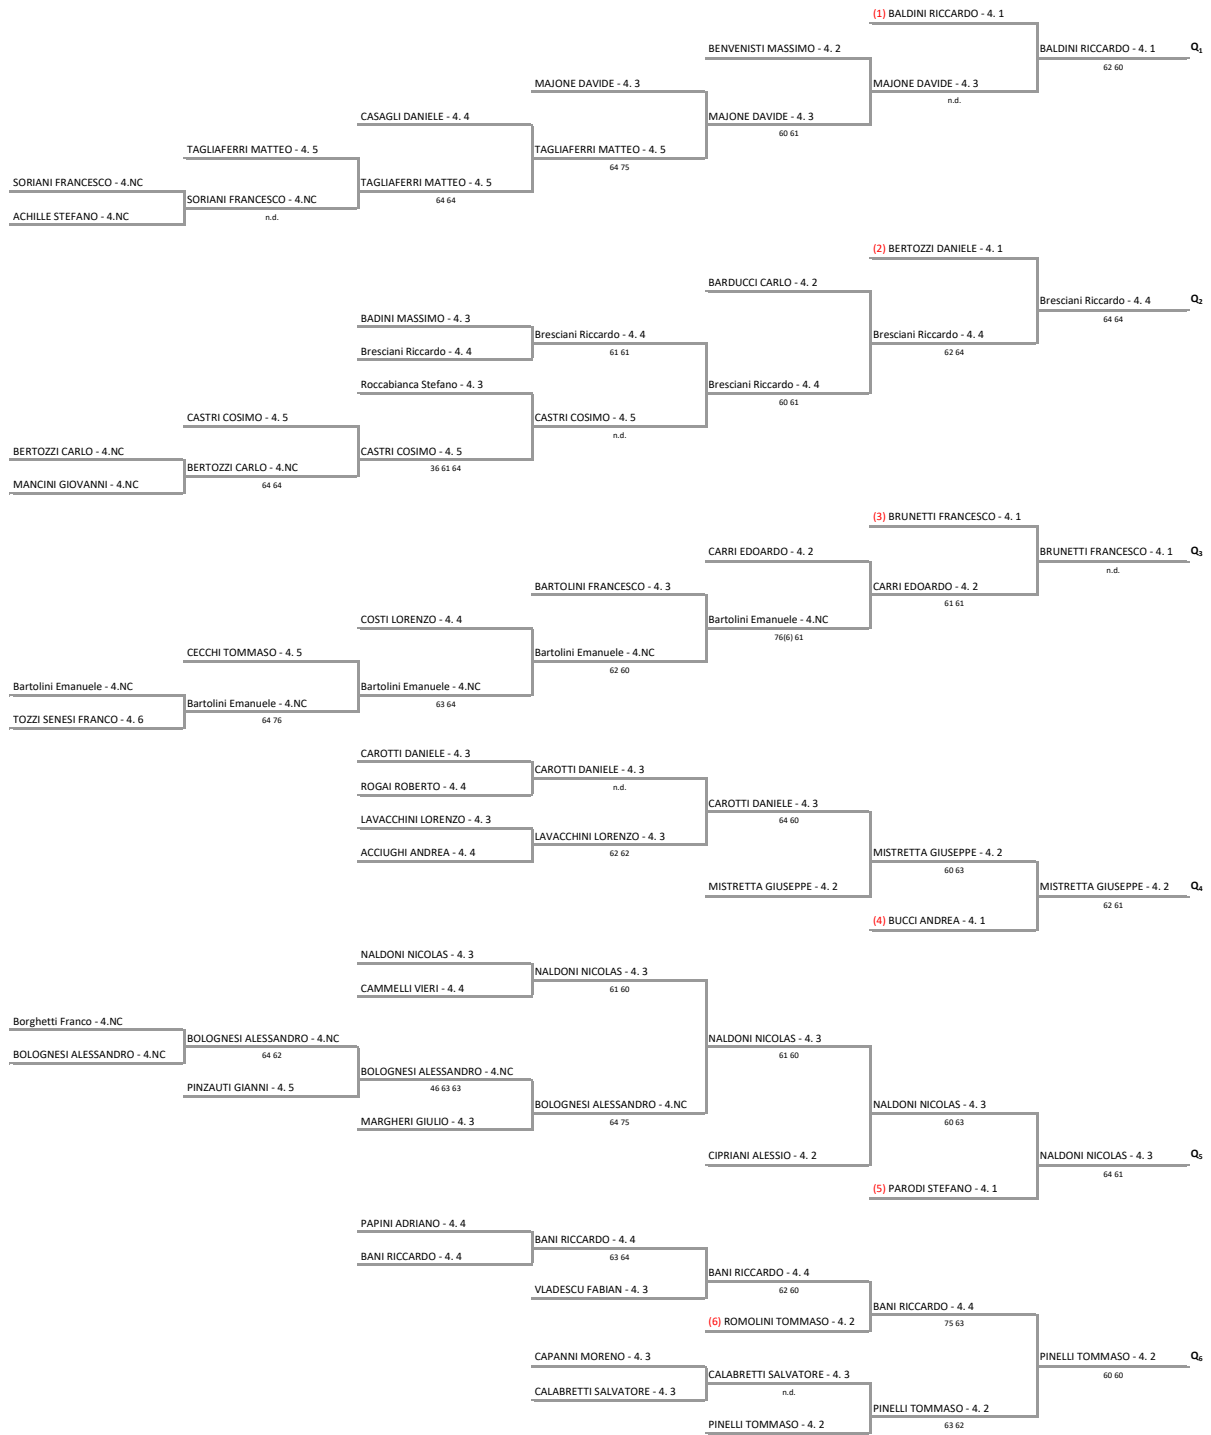 (1) BALDINI RICCARDO - 4. 1
BENVENISTI MASSIMO - 4. 2
BALDINI RICCARDO - 4. 1
Q1
62 60
MAJONE DAVIDE - 4. 3
MAJONE DAVIDE - 4. 3
n.d.
CASAGLI DANIELE - 4. 4
MAJONE DAVIDE - 4. 3
60 61
TAGLIAFERRI MATTEO - 4. 5
TAGLIAFERRI MATTEO - 4. 5
64 75
SORIANI FRANCESCO - 4.NC
TAGLIAFERRI MATTEO - 4. 5
64 64
SORIANI FRANCESCO - 4.NC
n.d.
ACHILLE STEFANO - 4.NC
(2) BERTOZZI DANIELE - 4. 1
BARDUCCI CARLO - 4. 2
Bresciani Riccardo - 4. 4
Q2
64 64
BADINI MASSIMO - 4. 3
Bresciani Riccardo - 4. 4
61 61
Bresciani Riccardo - 4. 4
62 64
Bresciani Riccardo - 4. 4
Roccabianca Stefano - 4. 3
Bresciani Riccardo - 4. 4
60 61
CASTRI COSIMO - 4. 5
CASTRI COSIMO - 4. 5
n.d.
BERTOZZI CARLO - 4.NC
CASTRI COSIMO - 4. 5
36 61 64
BERTOZZI CARLO - 4.NC
64 64
MANCINI GIOVANNI - 4.NC
(3) BRUNETTI FRANCESCO - 4. 1
CARRI EDOARDO - 4. 2
BRUNETTI FRANCESCO - 4. 1
Q3
n.d.
BARTOLINI FRANCESCO - 4. 3
CARRI EDOARDO - 4. 2
61 61
COSTI LORENZO - 4. 4
Bartolini Emanuele - 4.NC
76(6) 61
CECCHI TOMMASO - 4. 5
Bartolini Emanuele - 4.NC
62 60
Bartolini Emanuele - 4.NC
Bartolini Emanuele - 4.NC
63 64
Bartolini Emanuele - 4.NC
64 76
TOZZI SENESI FRANCO - 4. 6
CAROTTI DANIELE - 4. 3
CAROTTI DANIELE - 4. 3
n.d.
ROGAI ROBERTO - 4. 4
CAROTTI DANIELE - 4. 3
64 60
LAVACCHINI LORENZO - 4. 3
LAVACCHINI LORENZO - 4. 3
62 62
ACCIUGHI ANDREA - 4. 4
MISTRETTA GIUSEPPE - 4. 2
60 63
MISTRETTA GIUSEPPE - 4. 2
MISTRETTA GIUSEPPE - 4. 2
Q4
62 61
(4) BUCCI ANDREA - 4. 1
NALDONI NICOLAS - 4. 3
NALDONI NICOLAS - 4. 3
61 60
CAMMELLI VIERI - 4. 4
Borghetti Franco - 4.NC
BOLOGNESI ALESSANDRO - 4.NC
64 62
NALDONI NICOLAS - 4. 3
61 60
BOLOGNESI ALESSANDRO - 4.NC
BOLOGNESI ALESSANDRO - 4.NC
46 63 63
PINZAUTI GIANNI - 4. 5
BOLOGNESI ALESSANDRO - 4.NC
64 75
NALDONI NICOLAS - 4. 3
60 63
MARGHERI GIULIO - 4. 3
CIPRIANI ALESSIO - 4. 2
NALDONI NICOLAS - 4. 3
Q5
64 61
(5) PARODI STEFANO - 4. 1
PAPINI ADRIANO - 4. 4
BANI RICCARDO - 4. 4
63 64
BANI RICCARDO - 4. 4
BANI RICCARDO - 4. 4
62 60
VLADESCU FABIAN - 4. 3
BANI RICCARDO - 4. 4
75 63
(6) ROMOLINI TOMMASO - 4. 2
CAPANNI MORENO - 4. 3
PINELLI TOMMASO - 4. 2
Q6
60 60
CALABRETTI SALVATORE - 4. 3
n.d.
CALABRETTI SALVATORE - 4. 3
PINELLI TOMMASO - 4. 2
63 62
PINELLI TOMMASO - 4. 2